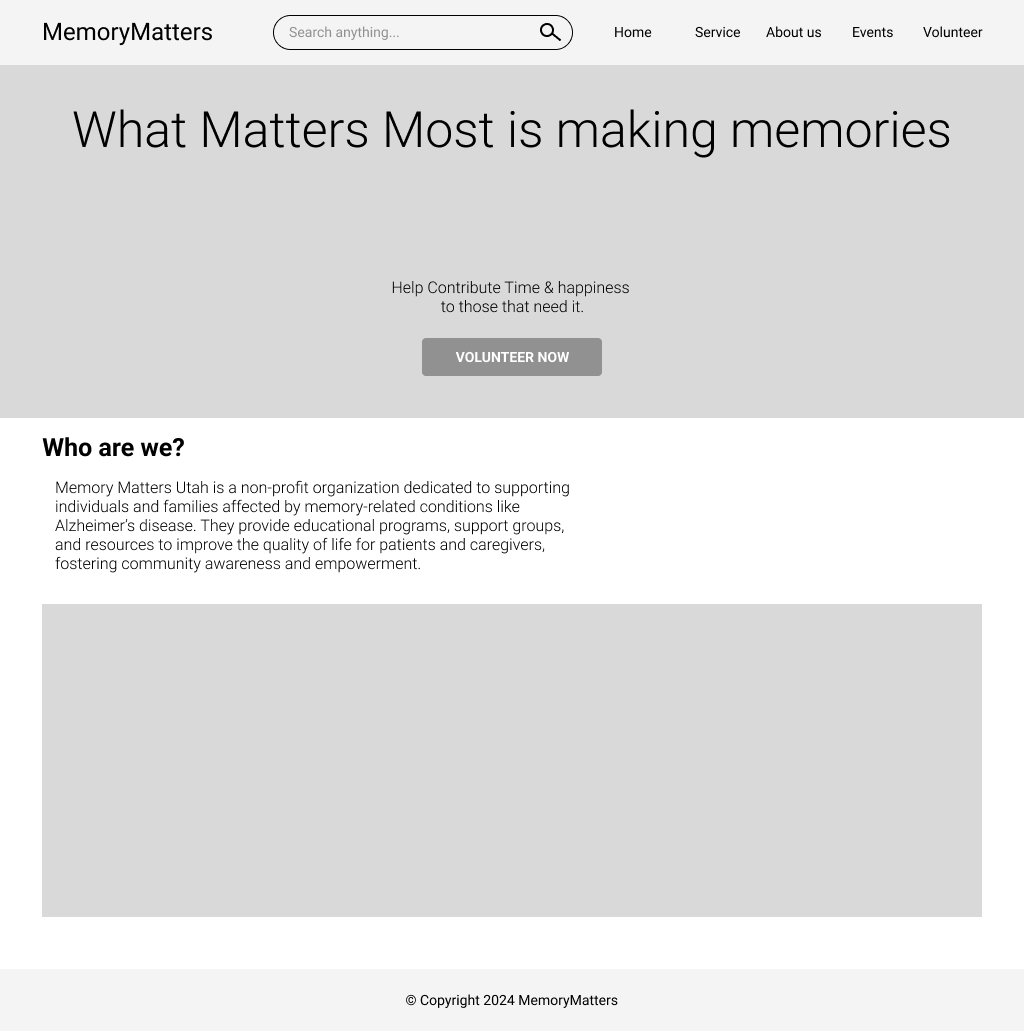 MemoryMatters
Search anything...
Home
Service
About us
Events
Volunteer
What Matters Most is making memories
Help Contribute Time & happiness
to those that need it.
VOLUNTEER NOW
Who are we?
Memory Matters Utah is a non-profit organization dedicated to supporting
individuals and families affected by memory-related conditions like
Alzheimer's disease. They provide educational programs, support groups,
and resources to improve the quality of life for patients and caregivers,
fostering community awareness and empowerment.
© Copyright 2024 MemoryMatters